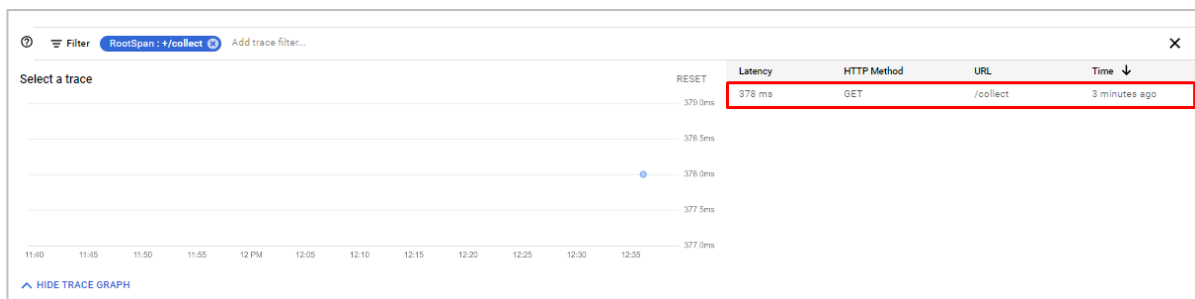 Filter RootSpan : +/collect Add trace filter...
Select a trace
RESET
379.0ms
378.5ms
378.0ms
377.5ms
377.0ms
11:40 11:45 11:50 11:55 12 PM 12:05 12:10 12:15 12:20 12:25 12:30 12:35
HIDE TRACE GRAPH
Latency HTTP Method URL Time
378 ms GET /collect 3 minutes ago